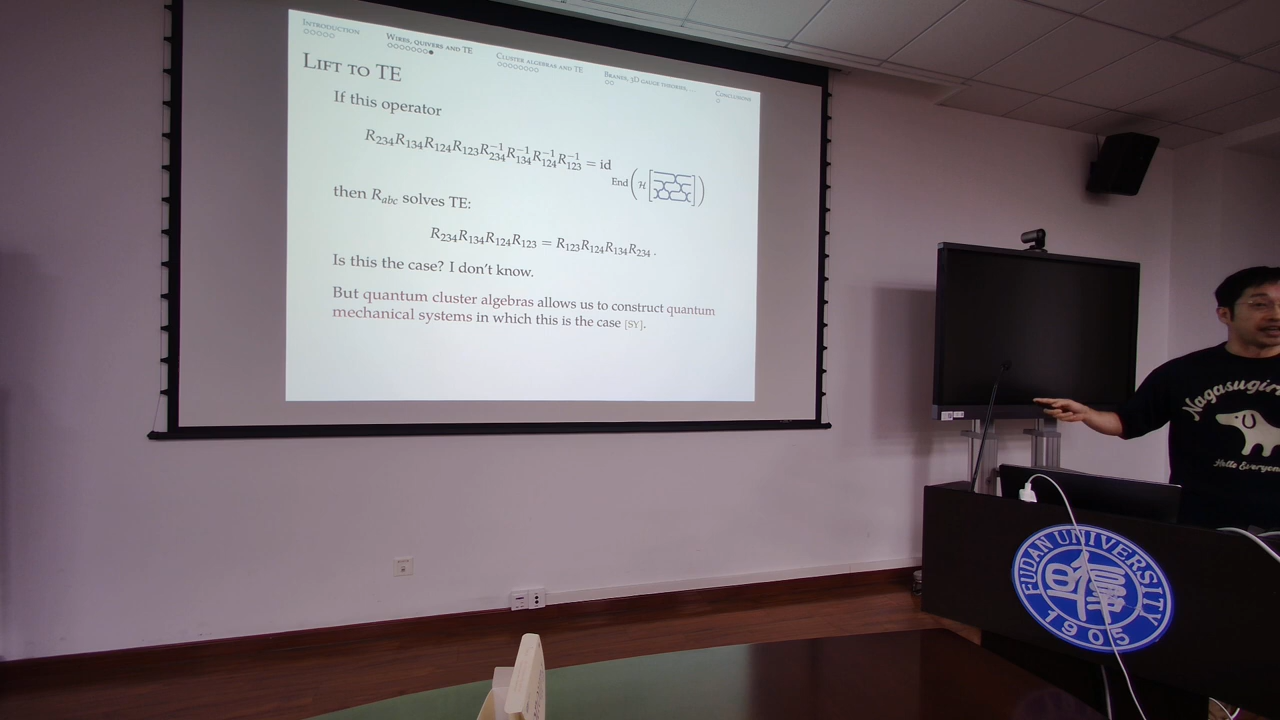 INTRODUCTION
WIRES, QUIVERS AND TE
CLUSTER ALGEBRAS AND TE
BRANES, 3D GAUGE THEORIES, ...
CONCLUSIONS
LIFT TO TE
If this operator
R₂₃₄R₁₃₄R₁₂₄R₁₂₃R₂₃₄⁻¹R₁₃₄⁻¹R₁₂₄⁻¹R₁₂₃⁻¹ = id
End(ℋ[ ])
then R_abc solves TE:
R₂₃₄R₁₃₄R₁₂₄R₁₂₃ = R₁₂₃R₁₂₄R₁₃₄R₂₃₄ .
Is this the case? I don't know.
But quantum cluster algebras allows us to construct quantum
mechanical systems in which this is the case [SY].
Hello
FUDAN UNIVERSITY
1905